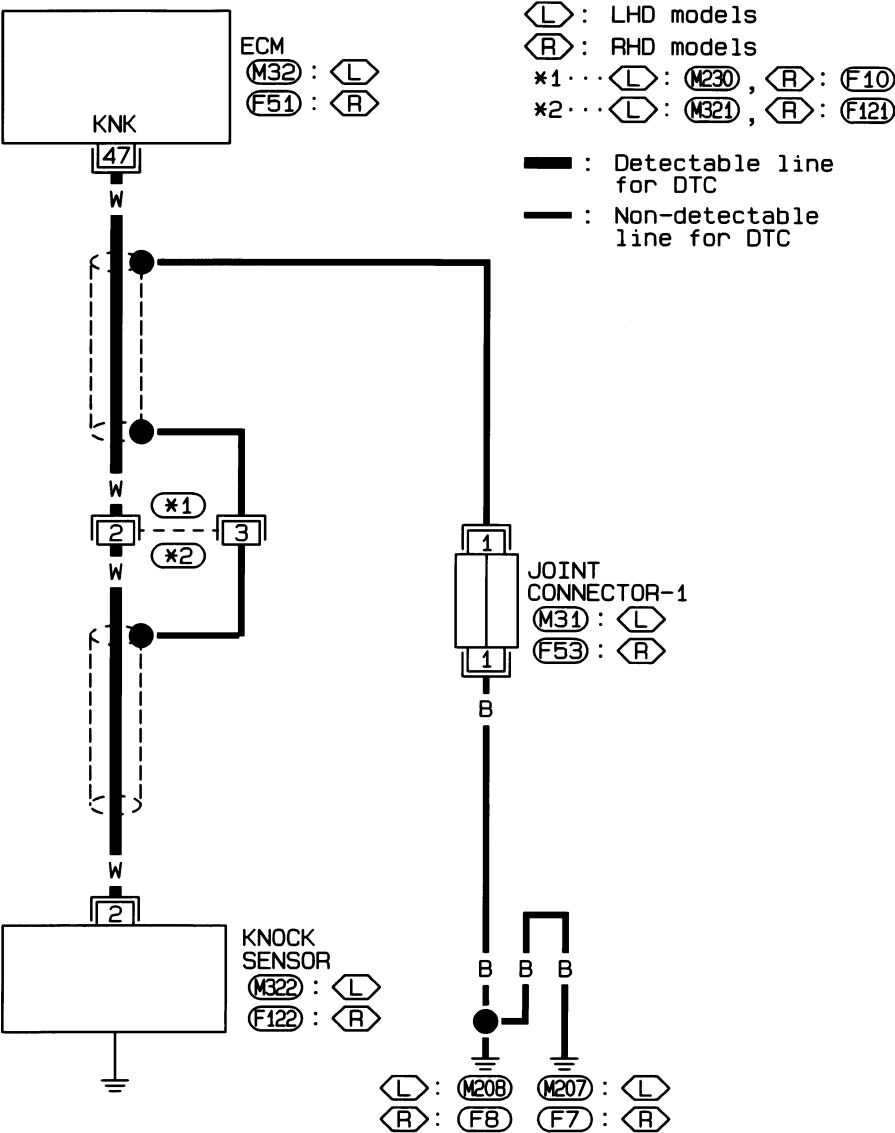 ECM
M32 : L
F51 : R
KNK
47
W
L : LHD models
R : RHD models
*1··· L : M230 , R : F10
*2··· L : M321 , R : F121
: Detectable line
for DTC
: Non-detectable
line for DTC
W
*1
2
3
*2
W
1
JOINT
CONNECTOR-1
M31 : L
F53 : R
1
B
W
2
KNOCK
SENSOR
M322 : L
F122 : R
B B B
L : M208 M207 : L
R : F8 F7 : R